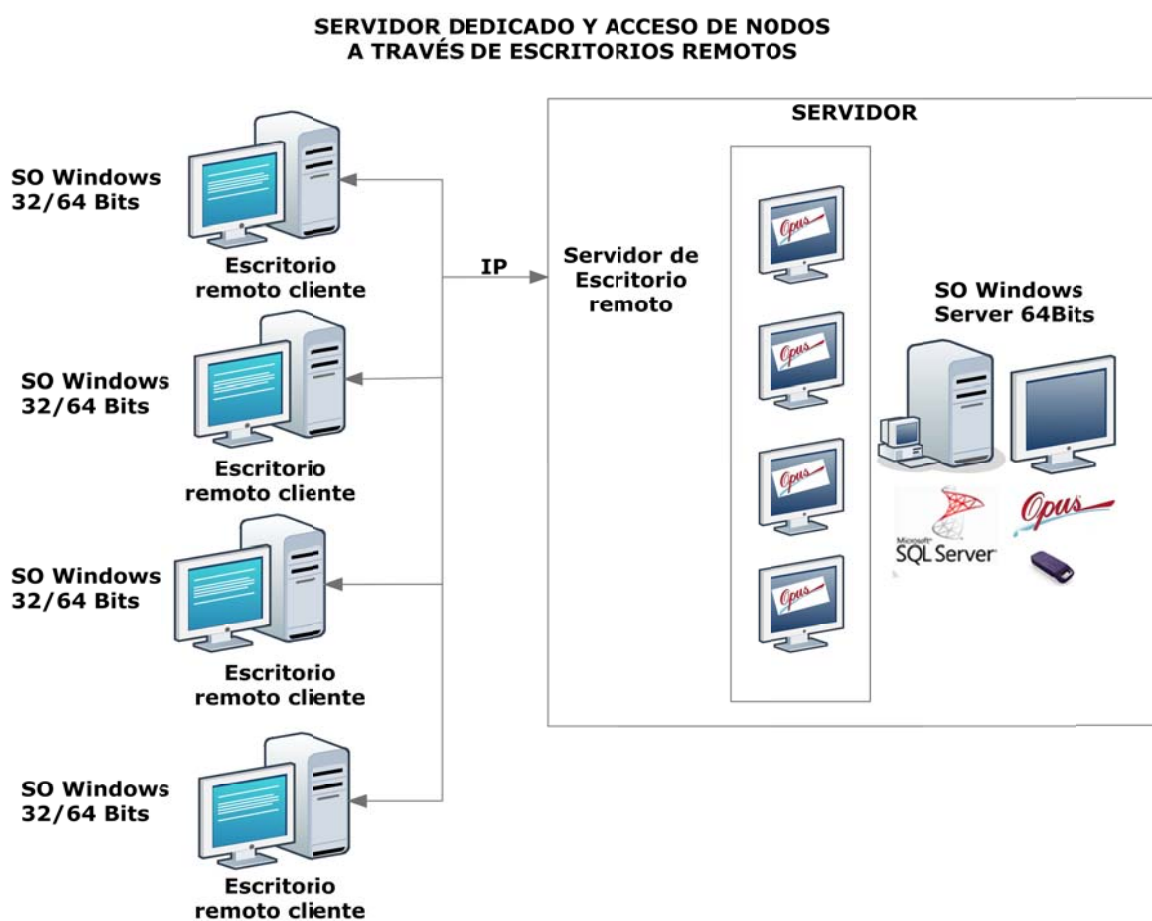 SERVIDOR DEDICADO Y ACCESO DE N0DOS
A TRAVÉS DE ESCRITORIOS REMOT0S
SERVIDOR
SO Windows
32/64 Bits
Escritorio
remoto cliente
IP
Servidor de
Escritorio
remoto
Opus
SO Windows
Server 64Bits
SO Windows
32/64 Bits
Escritorio
remoto cliente
Opus
Opus
Microsoft
SQL Server
Opus
SO Windows
32/64 Bits
Escritorio
remoto cliente
Opus
SO Windows
32/64 Bits
Escritorio
remoto cliente